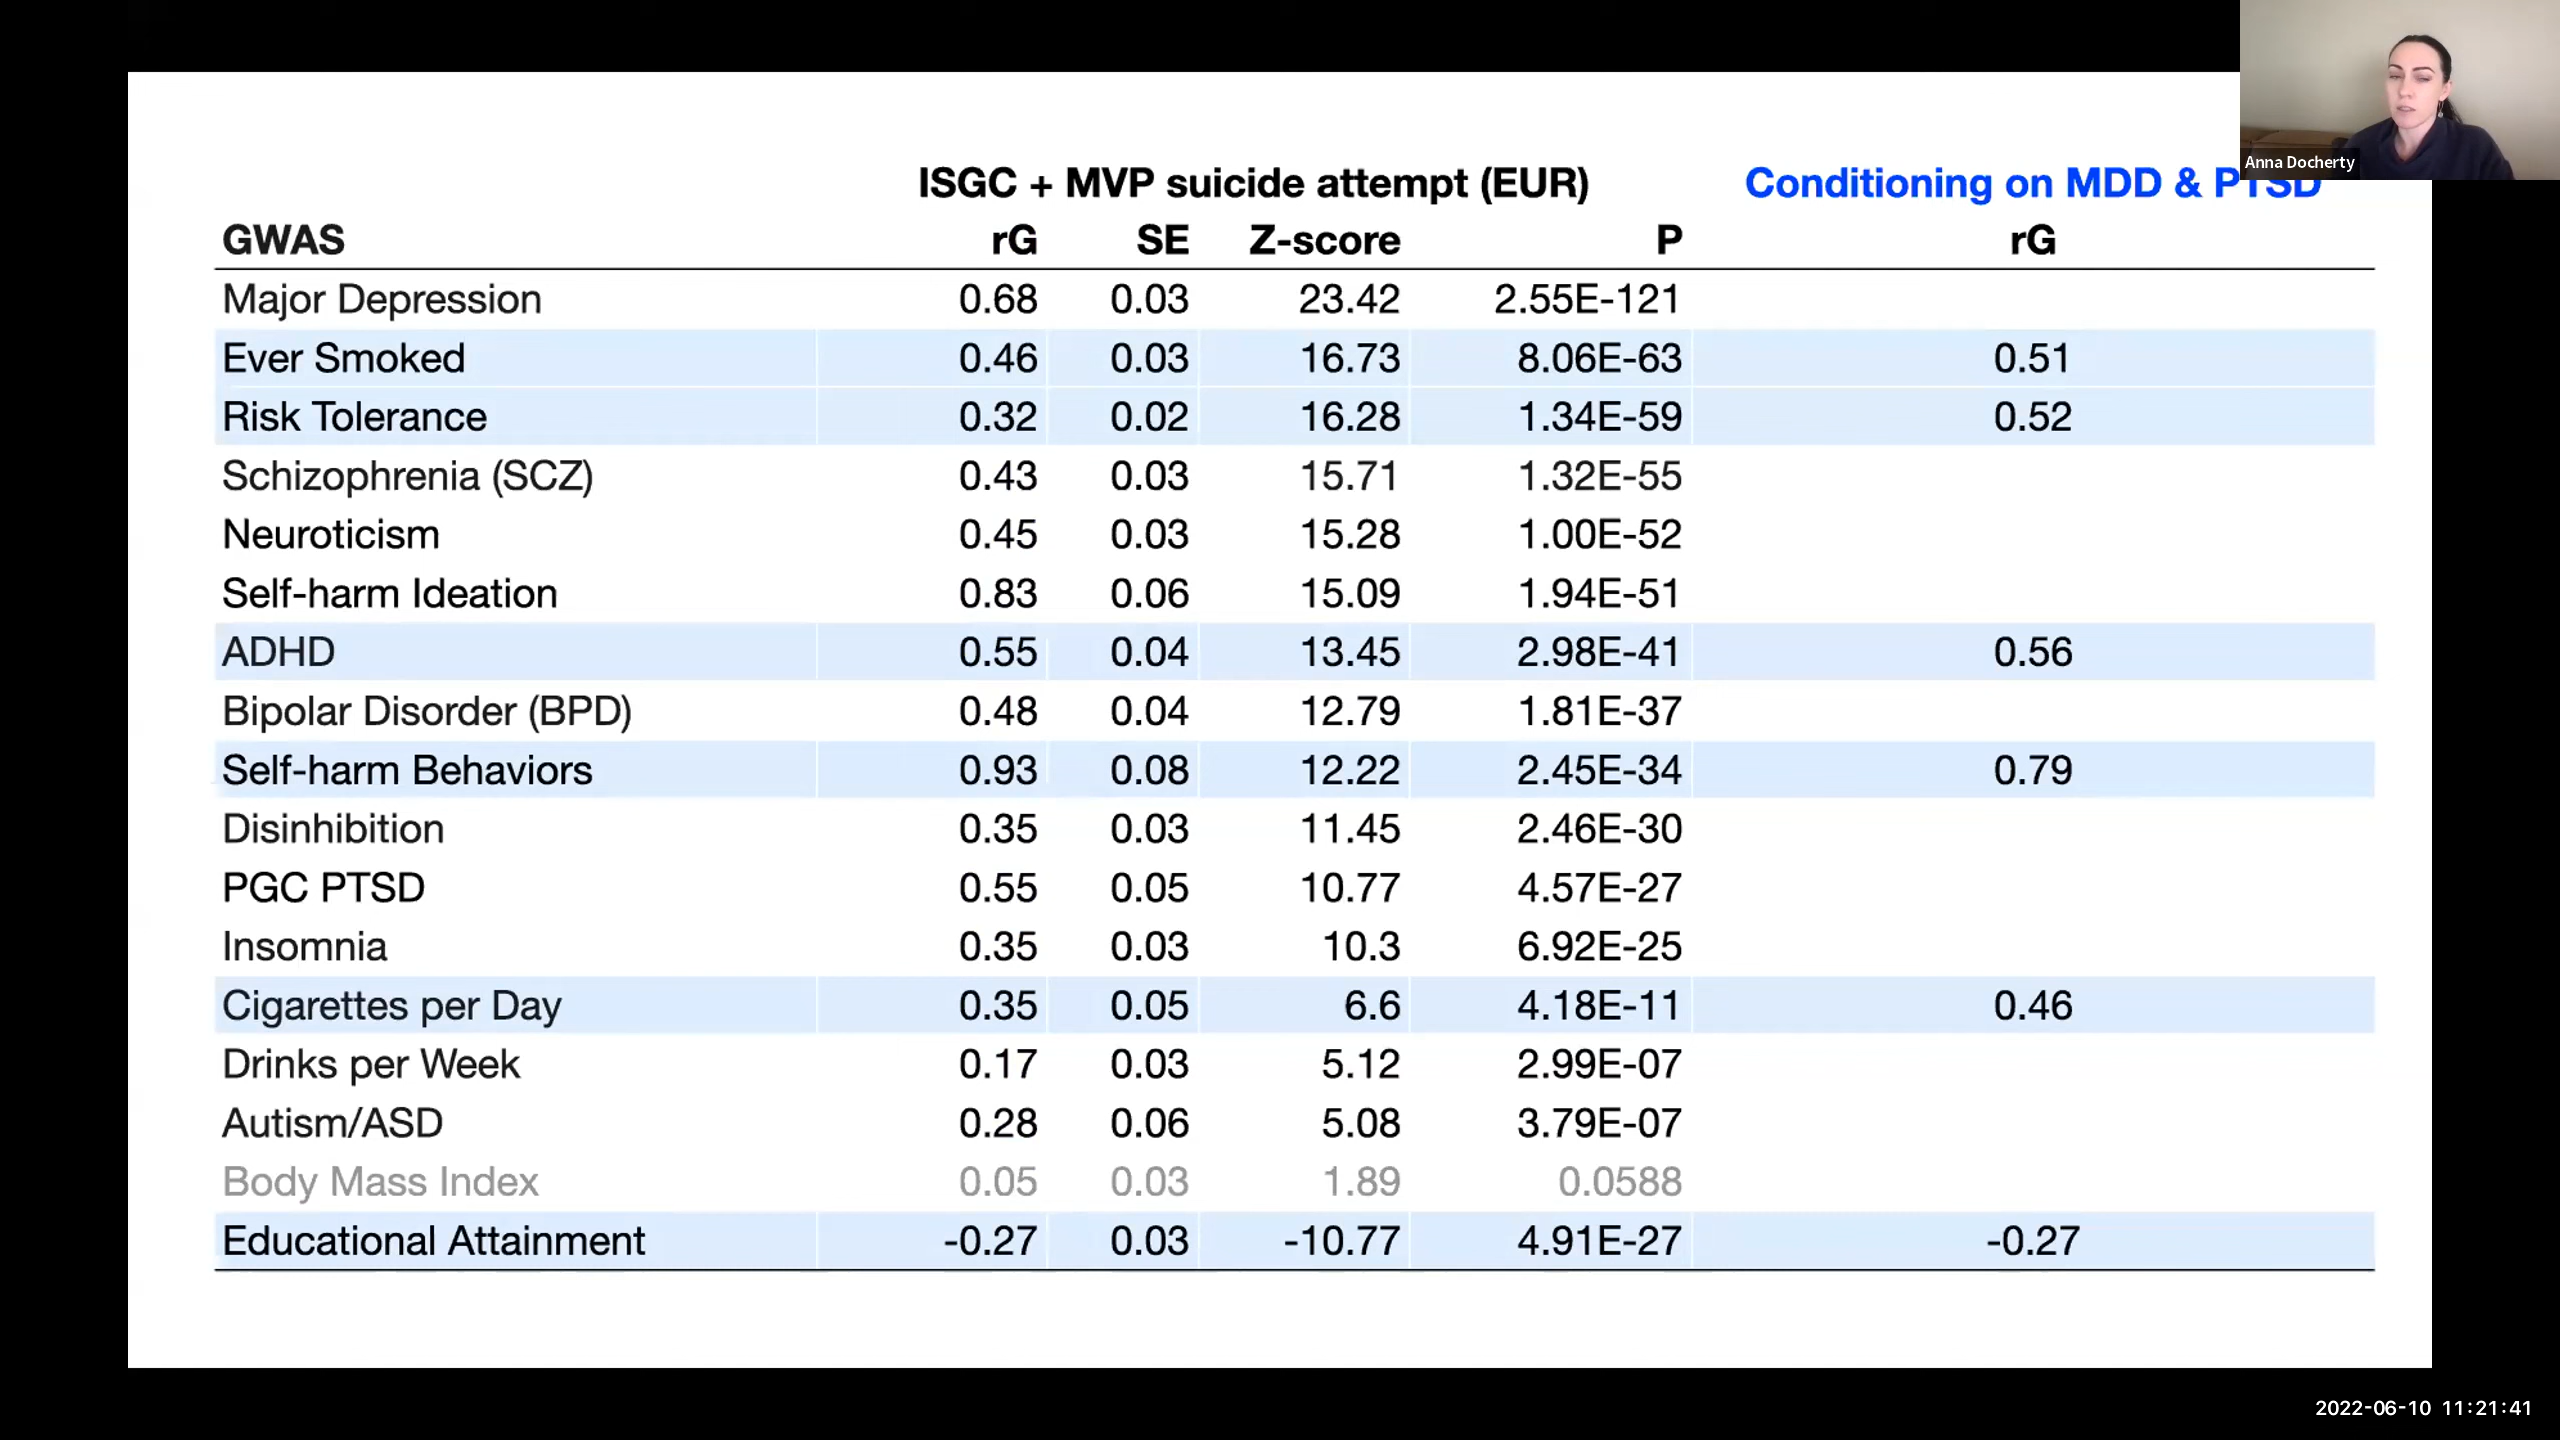 Anna Docherty
ISGC + MVP suicide attempt (EUR) Conditioning on MDD & PTSD
GWAS rG SE Z-score P rG
Major Depression 0.68 0.03 23.42 2.55E-121
Ever Smoked 0.46 0.03 16.73 8.06E-63 0.51
Risk Tolerance 0.32 0.02 16.28 1.34E-59 0.52
Schizophrenia (SCZ) 0.43 0.03 15.71 1.32E-55
Neuroticism 0.45 0.03 15.28 1.00E-52
Self-harm Ideation 0.83 0.06 15.09 1.94E-51
ADHD 0.55 0.04 13.45 2.98E-41 0.56
Bipolar Disorder (BPD) 0.48 0.04 12.79 1.81E-37
Self-harm Behaviors 0.93 0.08 12.22 2.45E-34 0.79
Disinhibition 0.35 0.03 11.45 2.46E-30
PGC PTSD 0.55 0.05 10.77 4.57E-27
Insomnia 0.35 0.03 10.3 6.92E-25
Cigarettes per Day 0.35 0.05 6.6 4.18E-11 0.46
Drinks per Week 0.17 0.03 5.12 2.99E-07
Autism/ASD 0.28 0.06 5.08 3.79E-07
Body Mass Index 0.05 0.03 1.89 0.0588
Educational Attainment -0.27 0.03 -10.77 4.91E-27 -0.27
2022-06-10 11:21:41